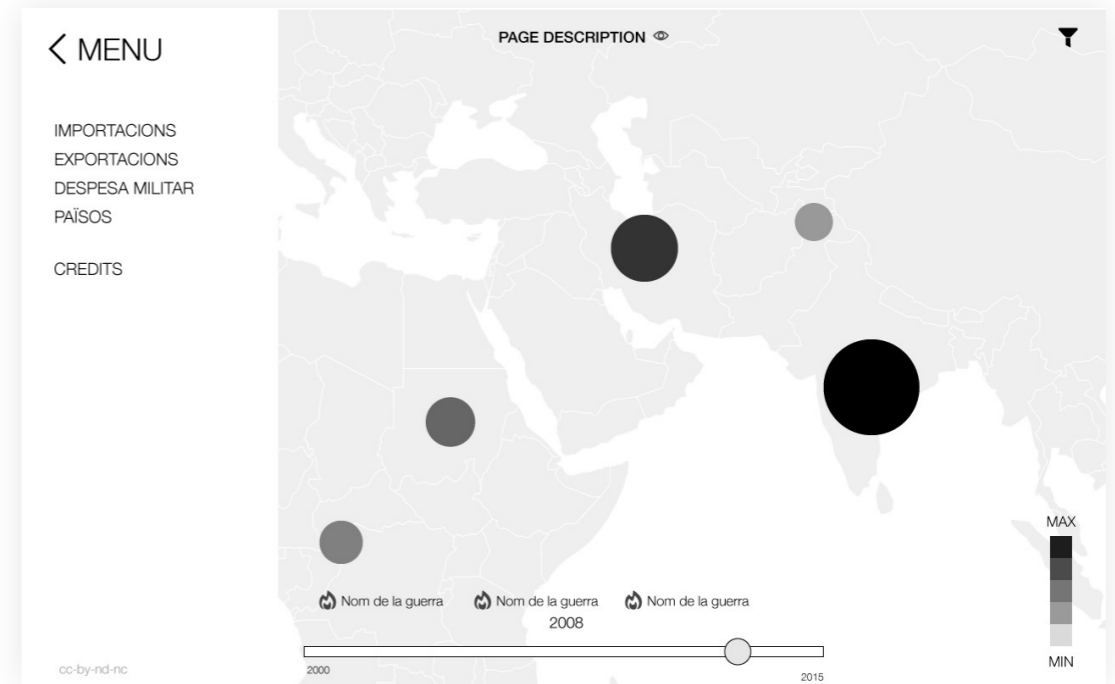 MENU
IMPORTACIONS
EXPORTACIONS
DESPESA MILITAR
PAÏSOS
CREDITS
cc-by-nd-nc
PAGE DESCRIPTION
Nom de la guerra Nom de la guerra Nom de la guerra
2008
2000
2015
MAX
MIN